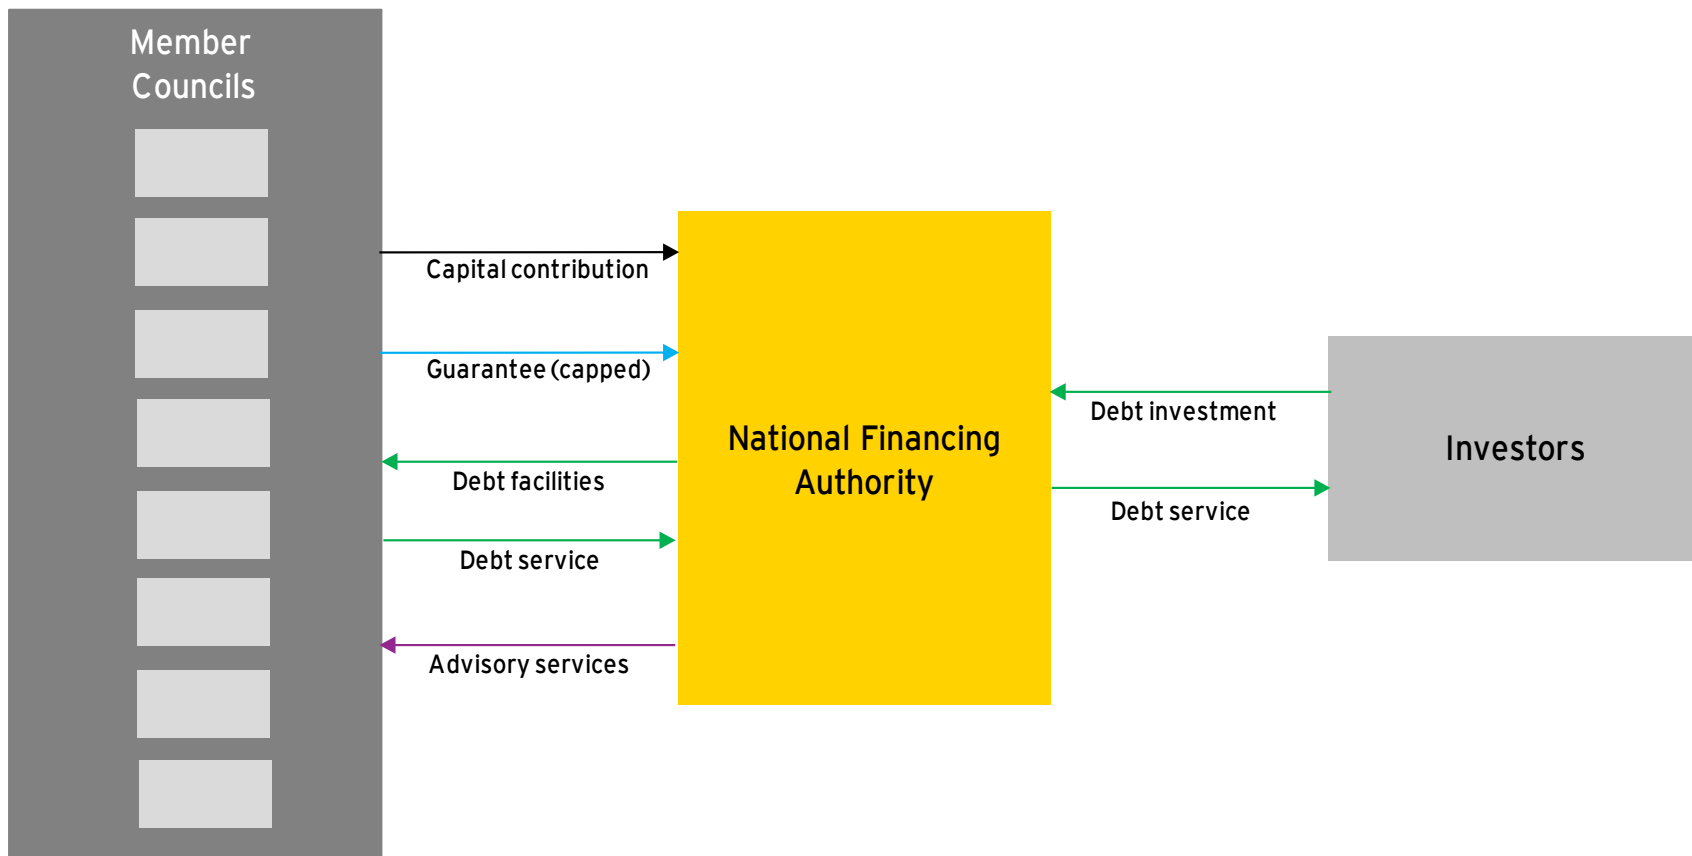 Member
Councils
Capital contribution
Guarantee (capped)
Debt facilities
Debt service
Advisory services
National Financing
Authority
Debt investment
Debt service
Investors